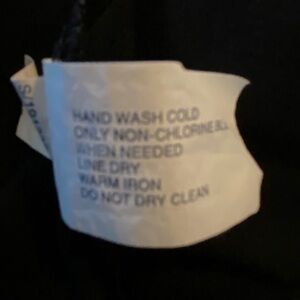 HAND WASH COLD
ONLY NON-CHLORINE
WHEN NEEDED
LINE DRY
WARM IRON
DO NOT DRY CLEAN